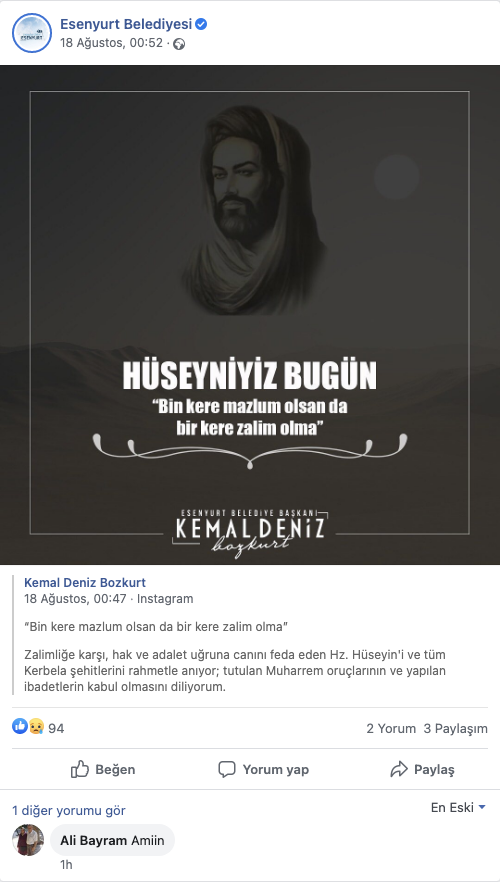 Esenyurt Belediyesi
18 Ağustos, 00:52 ·
ESENYURT
HÜSEYNİYİZ BUGÜN
“Bin kere mazlum olsan da
bir kere zalim olma”
ESENYURT BELEDİYE BAŞKANI
KEMAL DENİZ
bozkurt
Kemal Deniz Bozkurt
18 Ağustos, 00:47 · Instagram
“Bin kere mazlum olsan da bir kere zalim olma”
Zalimliğe karşı, hak ve adalet uğruna canını feda eden Hz. Hüseyin'i ve tüm
Kerbela şehitlerini rahmetle anıyor; tutulan Muharrem oruçlarının ve yapılan
ibadetlerin kabul olmasını diliyorum.
94
2 Yorum 3 Paylaşım
Beğen Yorum yap Paylaş
1 diğer yorumu gör
En Eski
Ali Bayram Amiin
1h